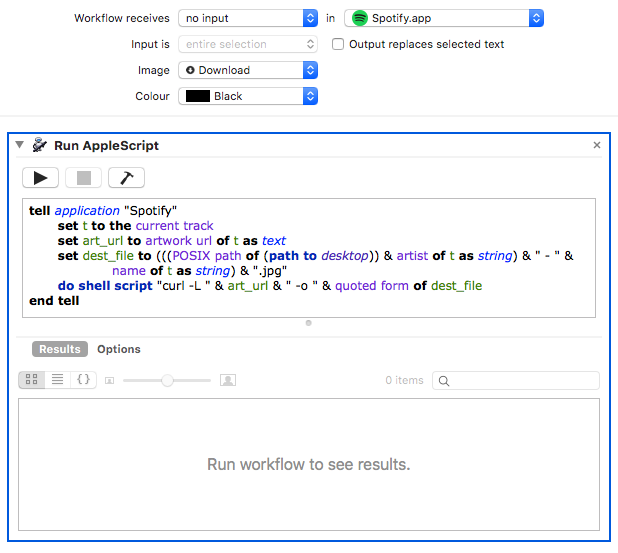 Workflow receives no input in Spotify.app
Input is entire selection Output replaces selected text
Image Download
Colour Black
Run AppleScript
tell application "Spotify"
set t to the current track
set art_url to artwork url of t as text
set dest_file to (((POSIX path of (path to desktop)) & artist of t as string) & " - " &
name of t as string) & ".jpg"
do shell script "curl -L " & art_url & " -o " & quoted form of dest_file
end tell
Results Options
0 items
Run workflow to see results.